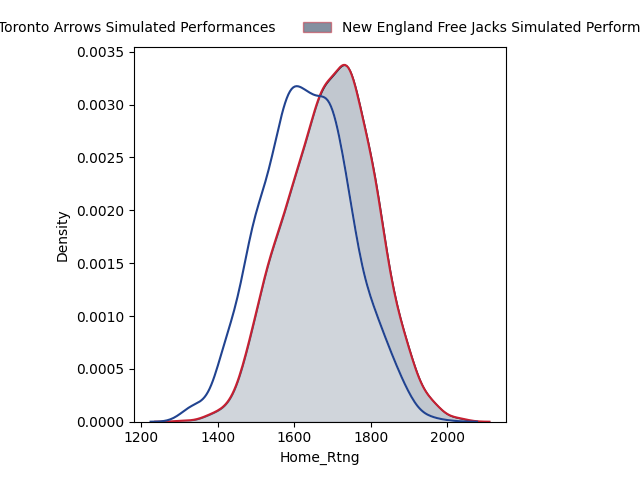 Toronto Arrows Simulated Performances
New England Free Jacks Simulated Perform
0.0035
0.0030
0.0025
0.0020
0.0015
0.0010
0.0005
0.0000
Density
1200 1400 1600 1800 2000
Home_Rtng